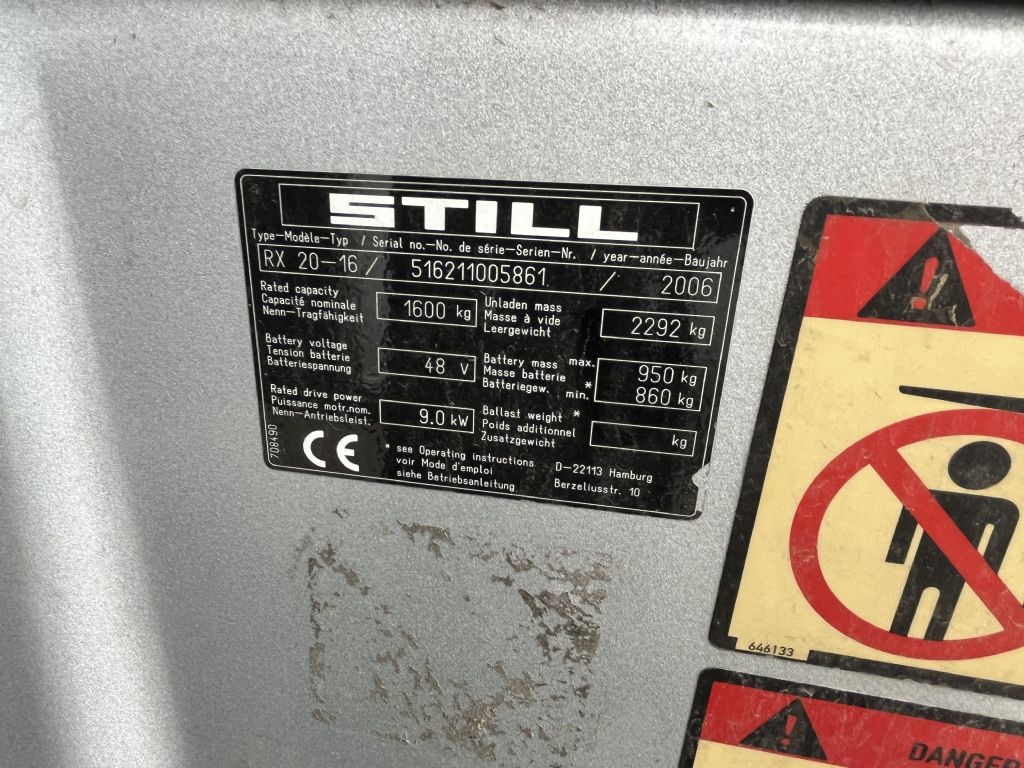 STILL
Type-Modèle-Typ / Serial no.-No. de série-Serien-Nr. / year-année-Baujahr
RX 20-16 / 516211005861 / 2006
Rated capacity
Capacité nominale
Nenn-Tragfähigkeit
1600 kg
Unladen mass
Masse à vide
Leergewicht
2292 kg
Battery voltage
Tension batterie
Batteriespannung
48 V
Battery mass max.
Masse batterie *
Batteriegew. min.
950 kg
860 kg
Rated drive power
Puissance motr.nom.
Nenn-Antriebsleist.
9.0 kW
Ballast weight *
Poids additionnel
Zusatzgewicht
kg
708490
CE
* see Operating instructions
voir Mode d'emploi
siehe Betriebsanleitung
D-22113 Hamburg
Berzeliusstr. 10
646133
DANGER